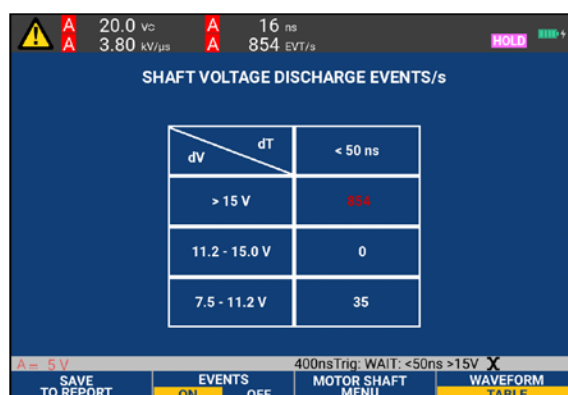 A 20.0 Vᴅ A 16 ns
A 3.80 kV/µs A 854 EVT/s HOLD
SHAFT VOLTAGE DISCHARGE EVENTS/s
dV dT < 50 ns
> 15 V 854
11.2 - 15.0 V 0
7.5 - 11.2 V 35
A = 5 V 400nsTrig: WAIT: <50ns >15V X
SAVE EVENTS MOTOR SHAFT WAVEFORM
TO REPORT ON OFF MENU TABLE